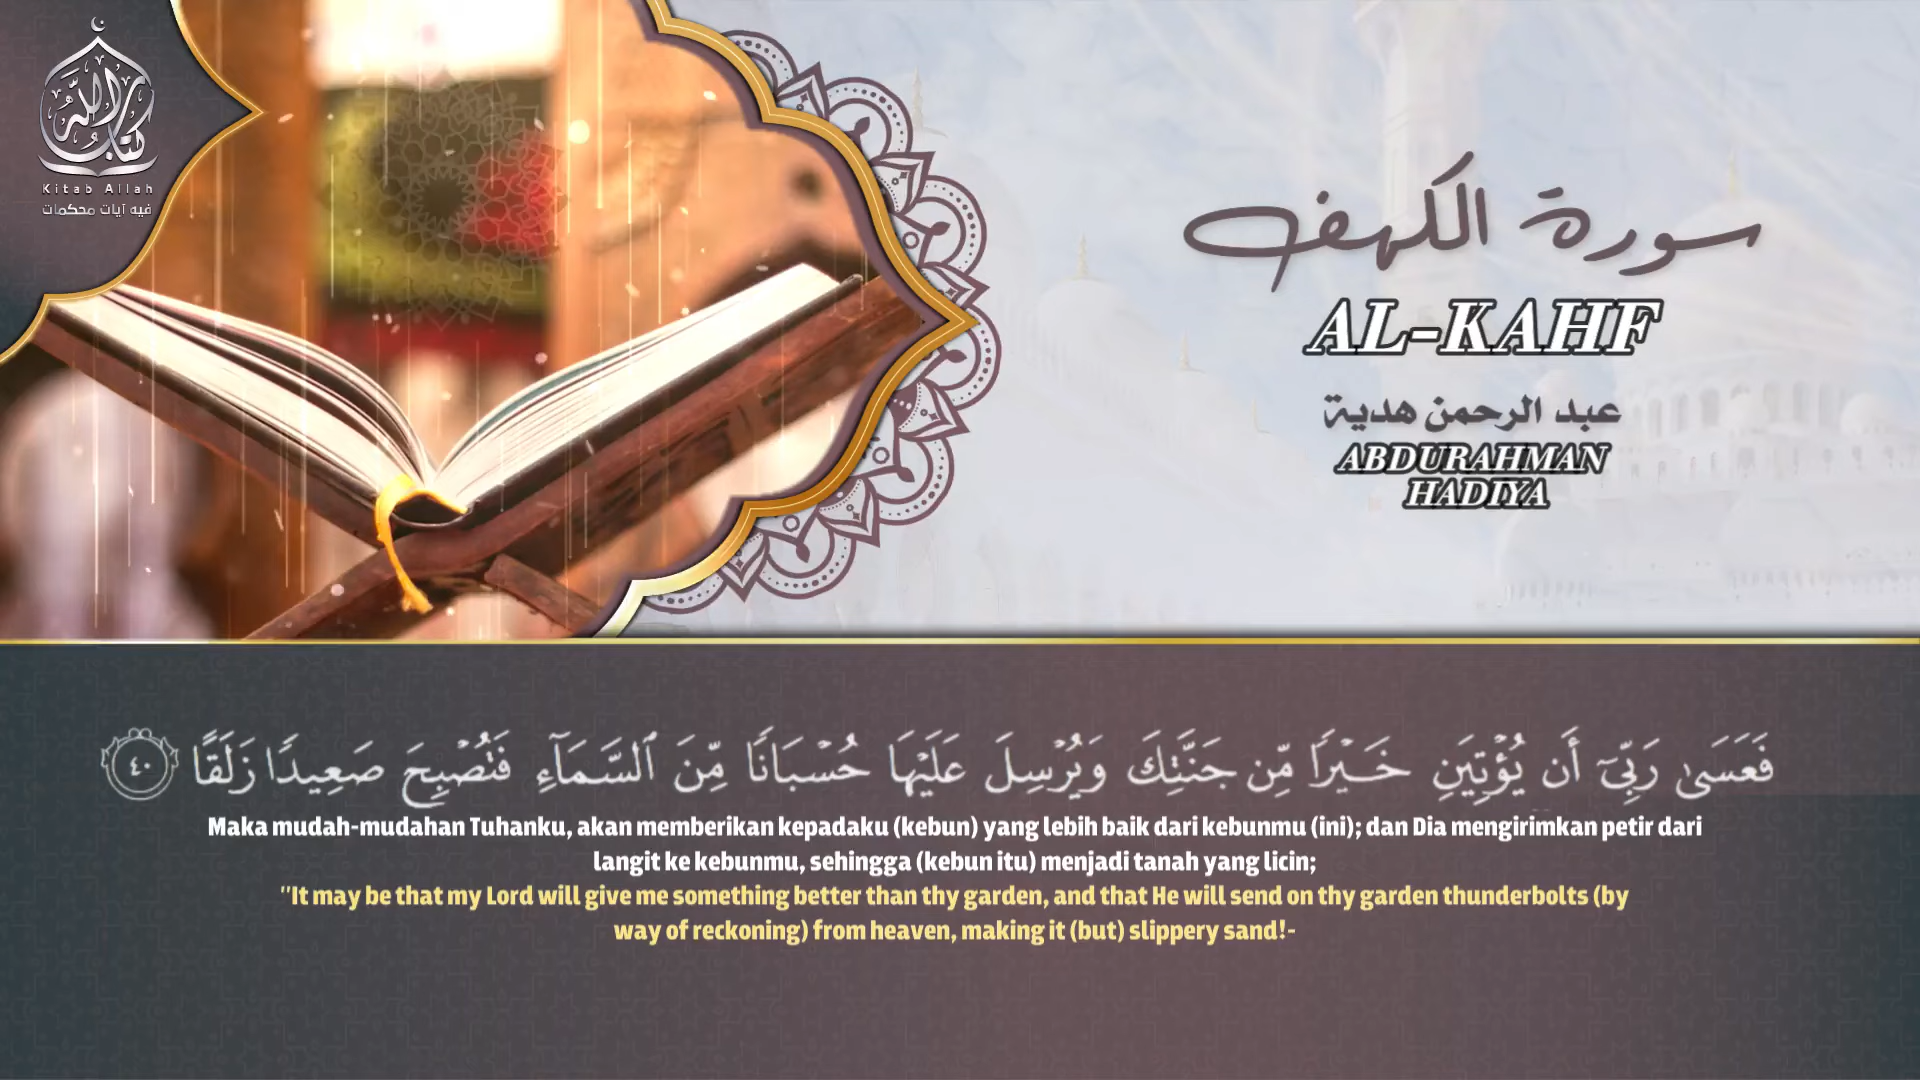 كتاب الله
Kitab Allah
فيه آيات محكمات
سورة الكهف
AL-KAHF
عبد الرحمن هدية
ABDURAHMAN
HADIYA
فَعَسَىٰ رَبِّىٓ أَن يُؤْتِيَنِ خَيْرًا مِّن جَنَّتِكَ وَيُرْسِلَ عَلَيْهَا حُسْبَانًا مِّنَ ٱلسَّمَآءِ فَتُصْبِحَ صَعِيدًا زَلَقًا ٤٠
Maka mudah-mudahan Tuhanku, akan memberikan kepadaku (kebun) yang lebih baik dari kebunmu (ini); dan Dia mengirimkan petir dari
langit ke kebunmu, sehingga (kebun itu) menjadi tanah yang licin;
"It may be that my Lord will give me something better than thy garden, and that He will send on thy garden thunderbolts (by
way of reckoning) from heaven, making it (but) slippery sand!-